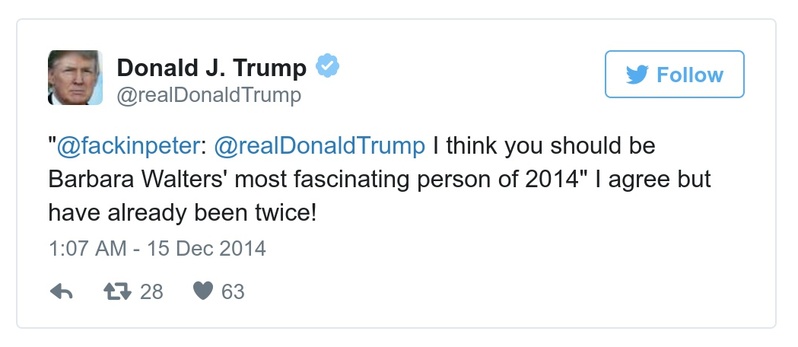 Donald J. Trump
@realDonaldTrump
Follow
"@fackinpeter: @realDonaldTrump I think you should be
Barbara Walters' most fascinating person of 2014" I agree but
have already been twice!
1:07 AM - 15 Dec 2014
28
63